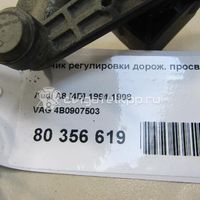 чик регулировки дорож. просв
Audi A8 [4D] 1994-1998
VAG 4B0907503
80 356 619